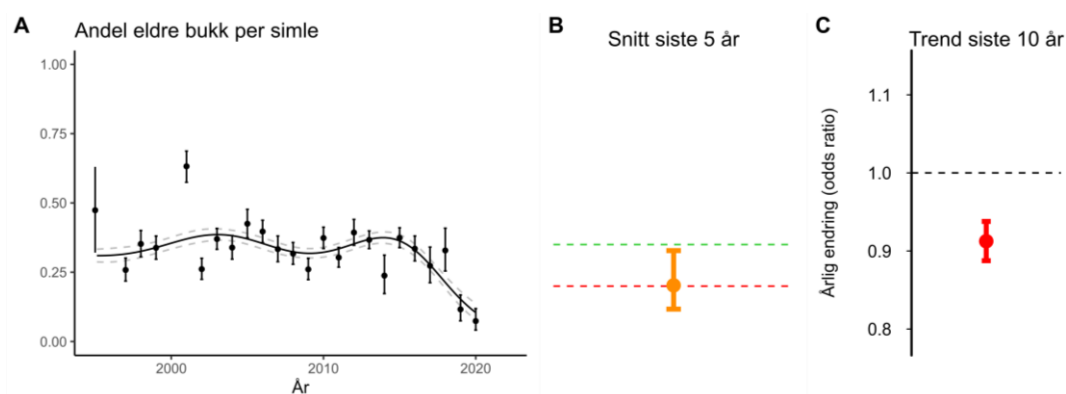 A
Andel eldre bukk per simle
1.00
0.75
0.50
0.25
0.00
2000
2010
2020
År
B
Snitt siste 5 år
C
Trend siste 10 år
Årlig endring (odds ratio)
1.1
1.0
0.9
0.8